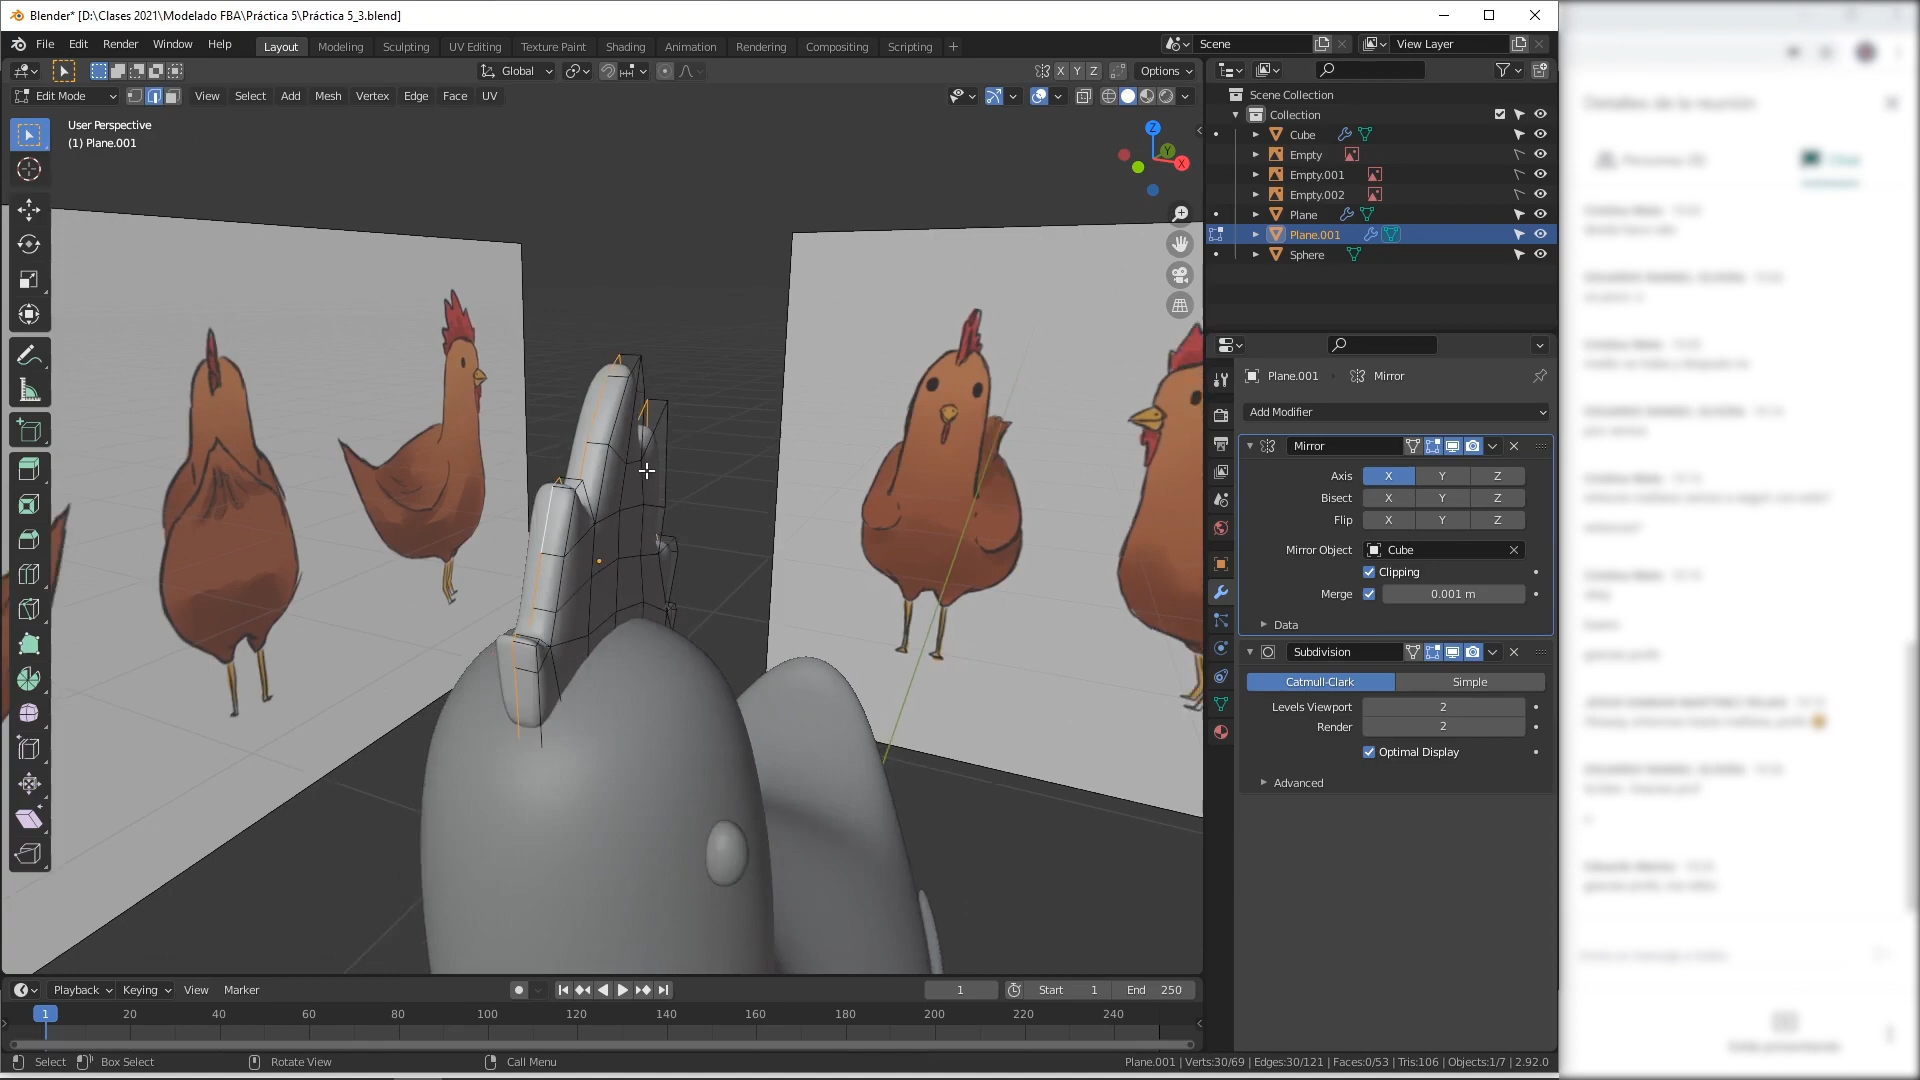 Blender* [D:\Clases 2021\Modelado FBA\Práctica 5\Práctica 5_3.blend]
File Edit Render Window Help
Layout Modeling Sculpting UV Editing Texture Paint Shading Animation Rendering Compositing Scripting +
Scene View Layer
Global X Y Z Options
Edit Mode View Select Add Mesh Vertex Edge Face UV
User Perspective
(1) Plane.001
Z
Y
X
Scene Collection
Collection
Cube
Empty
Empty.001
Empty.002
Plane
Plane.001
Sphere
Plane.001 Mirror
Add Modifier
Mirror
Axis X Y Z
Bisect X Y Z
Flip X Y Z
Mirror Object Cube
Clipping
Merge 0.001 m
Data
Subdivision
Catmull-Clark Simple
Levels Viewport 2
Render 2
Optimal Display
Advanced
Playback Keying View Marker
1 Start 1 End 250
1 20 40 60 80 100 120 140 160 180 200 220 240
Select Box Select Rotate View Call Menu
Plane.001 | Verts:30/69 | Edges:30/121 | Faces:0/53 | Tris:106 | Objects:1/7 | 2.92.0
Detalles de la reunión
Chat